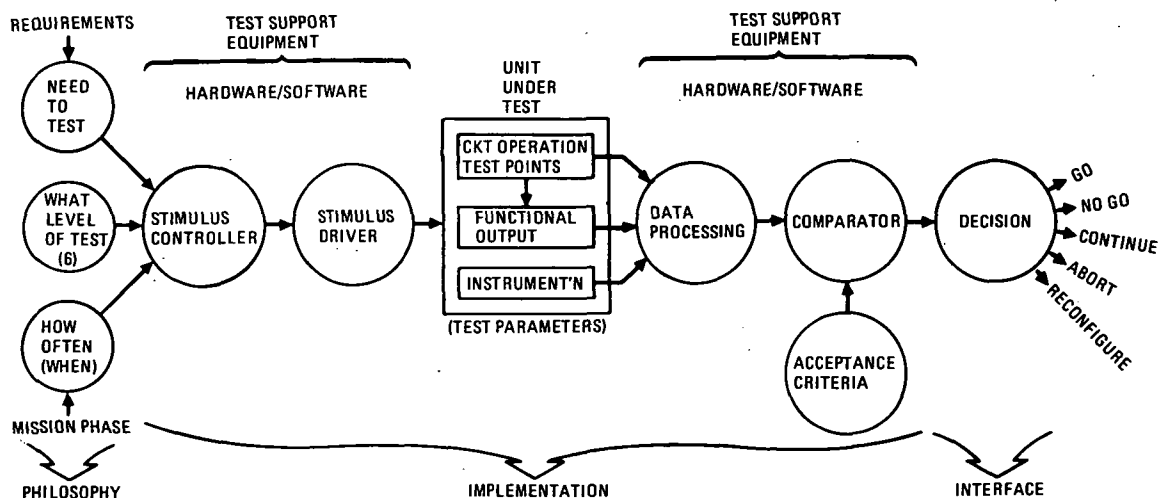 REQUIREMENTS
NEED
TO
TEST
WHAT
LEVEL
OF TEST
(6)
HOW
OFTEN
(WHEN)
MISSION PHASE
PHILOSOPHY
TEST SUPPORT
EQUIPMENT
HARDWARE/SOFTWARE
STIMULUS
CONTROLLER
STIMULUS
DRIVER
UNIT
UNDER
TEST
CKT OPERATION
TEST POINTS
FUNCTIONAL
OUTPUT
INSTRUMENT'N
(TEST PARAMETERS)
TEST SUPPORT
EQUIPMENT
HARDWARE/SOFTWARE
DATA
PROCESSING
COMPARATOR
ACCEPTANCE
CRITERIA
IMPLEMENTATION
DECISION
GO
NO GO
CONTINUE
ABORT
RECONFIGURE
INTERFACE